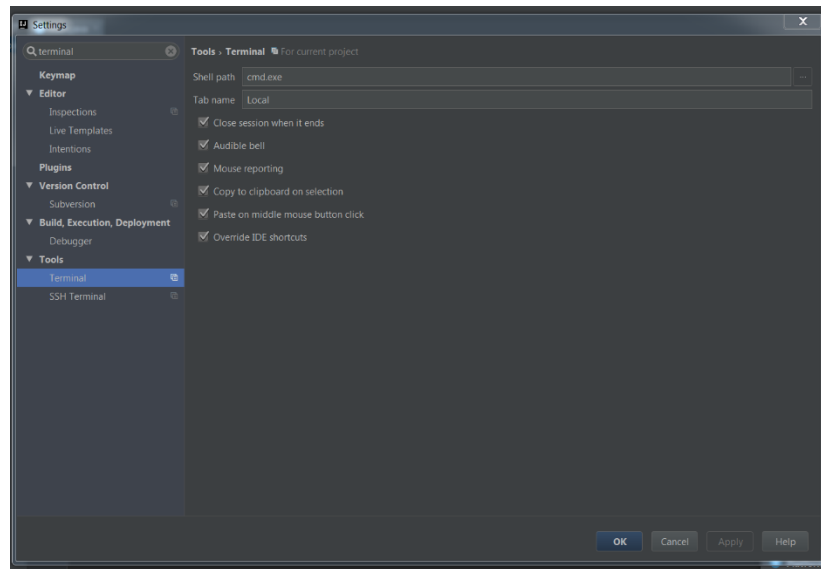 Settings
X
terminal
Keymap
Editor
Inspections
Live Templates
Intentions
Plugins
Version Control
Subversion
Build, Execution, Deployment
Debugger
Tools
Terminal
SSH Terminal
Tools › Terminal For current project
Shell path cmd.exe ...
Tab name Local
Close session when it ends
Audible bell
Mouse reporting
Copy to clipboard on selection
Paste on middle mouse button click
Override IDE shortcuts
OK Cancel Apply Help